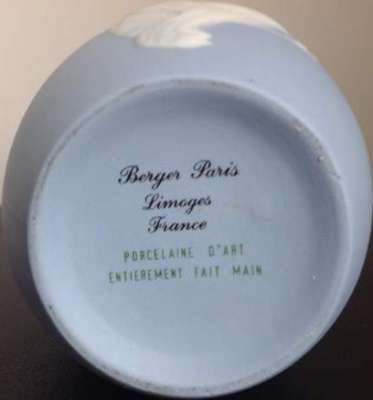 Berger Paris
Limoges
France
PORCELAINE D'ART
ENTIEREMENT FAIT MAIN